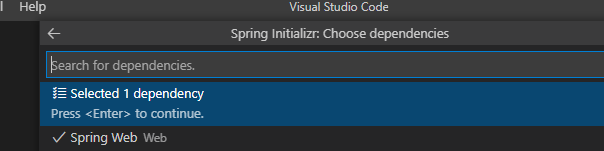 Help
Visual Studio Code
Spring Initializr: Choose dependencies
Search for dependencies.
Selected 1 dependency
Press <Enter> to continue.
Spring Web Web